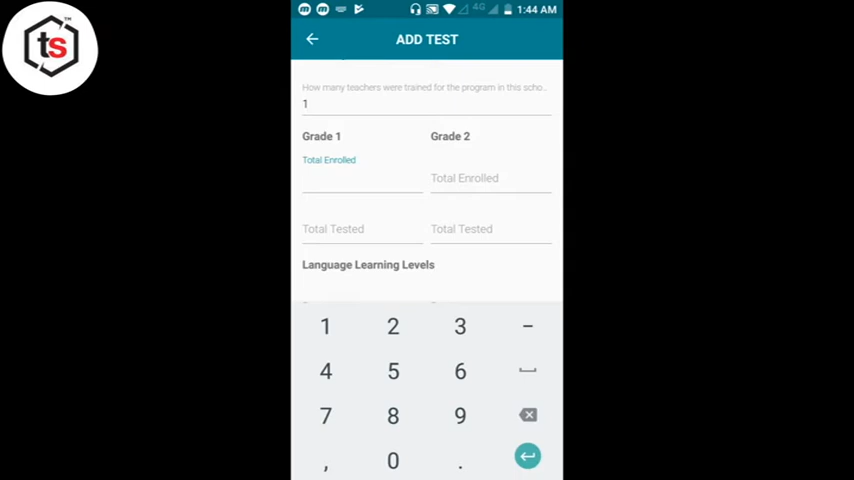 ts™
4G 1:44 AM
ADD TEST
How many teachers were trained for the program in this scho..
1
Grade 1 Grade 2
Total Enrolled
Total Enrolled
Total Tested Total Tested
Language Learning Levels
1 2 3 -
4 5 6
7 8 9
, 0 .